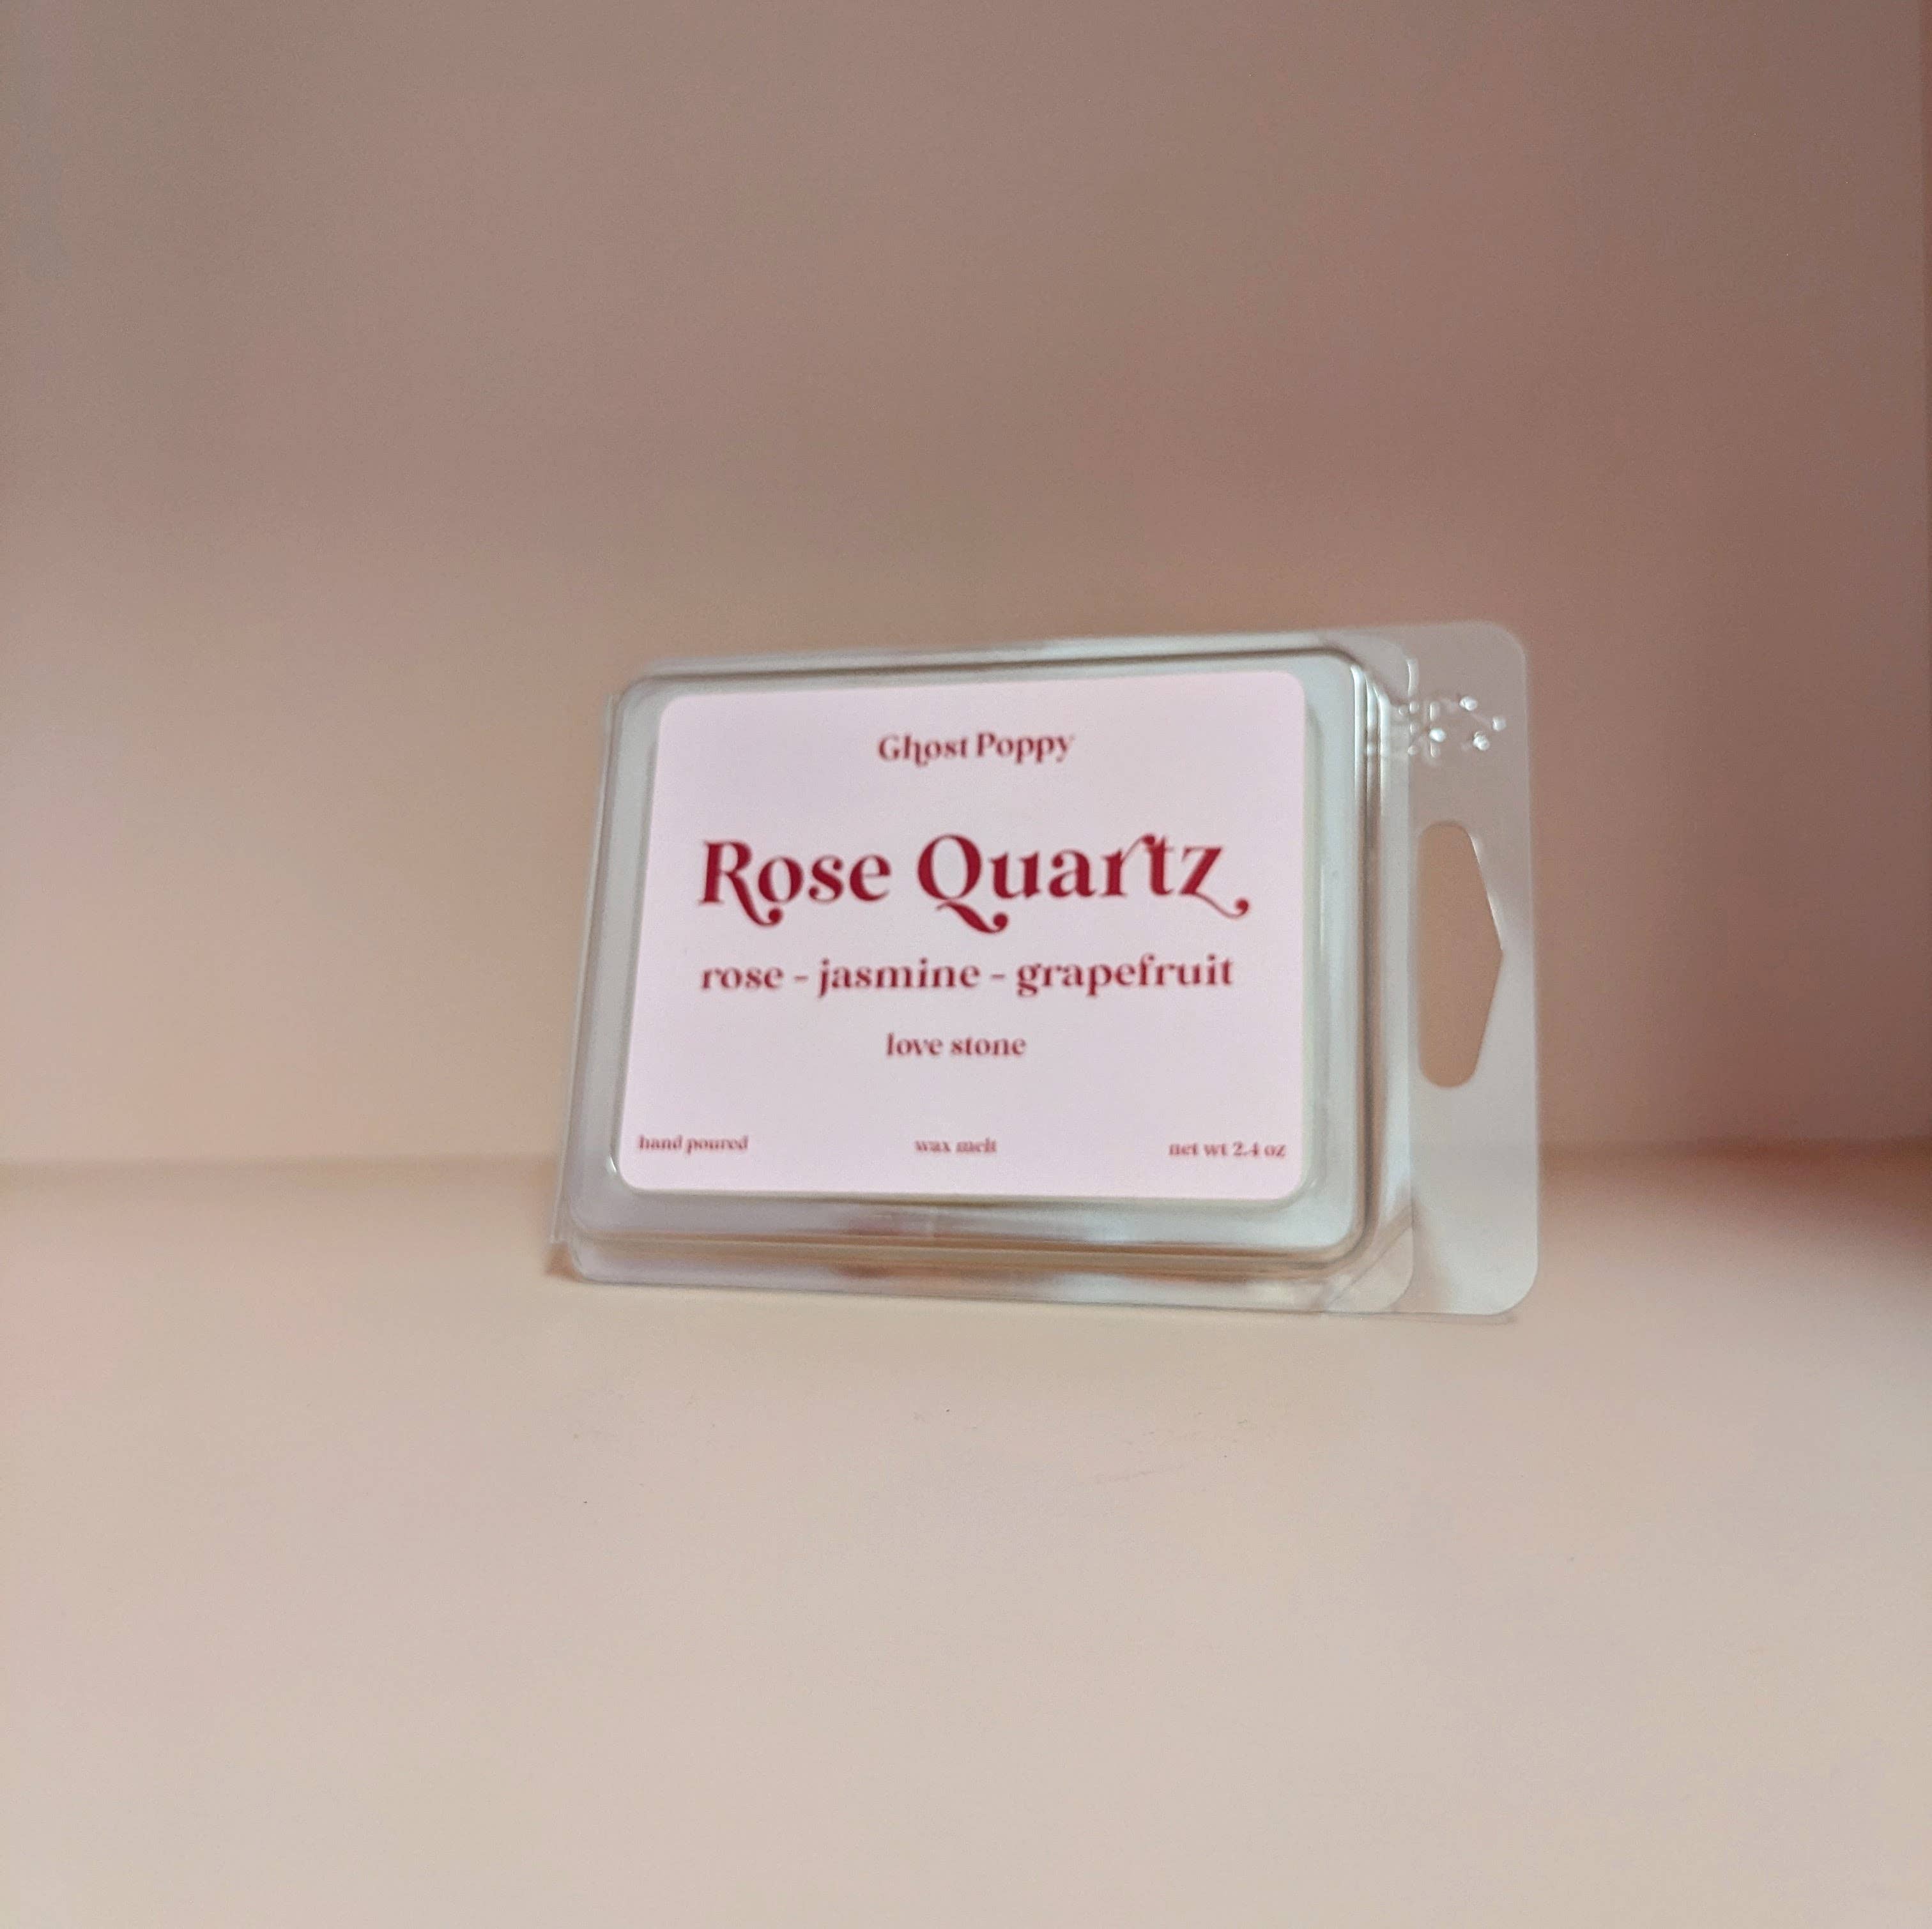 Ghost Poppy
Rose Quartz
rose - jasmine - grapefruit
love stone
hand poured wax melt net wt 2.4 oz